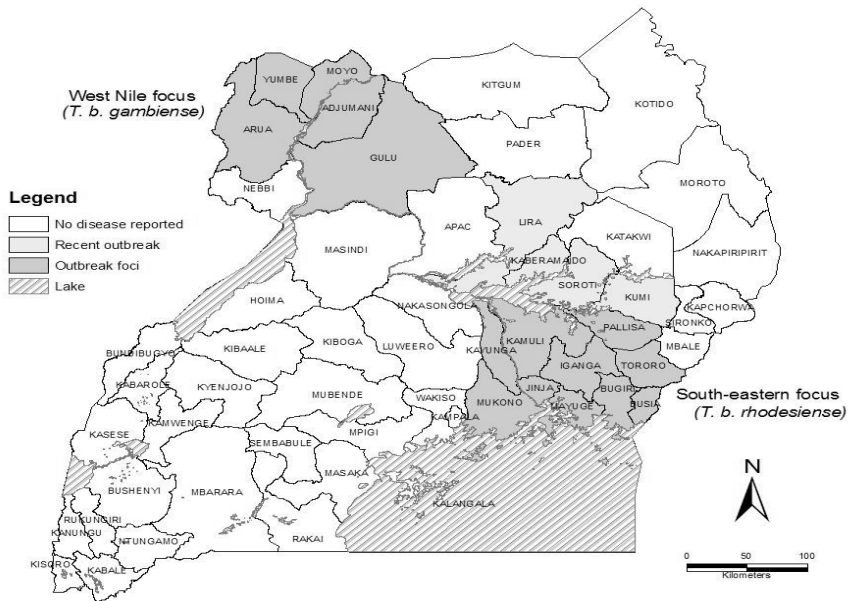 West Nile focus
(T. b. gambiense)
YUMBE
MOYO
ADJUMANI
ARUA
GULU
NEBBI
KITGUM
KOTIDO
PADER
MOROTO
Legend
No disease reported
Recent outbreak
Outbreak foci
Lake
APAC
LIRA
KATAKWI
NAKAPIRIPIRIT
MASINDI
KABERAMAIDO
SOROTI
KUMI
HOIMA
NAKASONGOLA
KAPCHORWA
SIRONKO
MBALE
PALLISA
KAMULI
KAYUNGA
BUNDIBUGYO
KIBAALE
KIBOGA
LUWEERO
IGANGA
TORORO
KABAROLE
KYENJOJO
MUBENDE
WAKISO
MUKONO
JINJA
BUGIRI
MAYUGE
BUSIA
South-eastern focus
(T. b. rhodesiense)
KAMWENGE
KAMPALA
MPIGI
KASESE
SEMBABULE
MASAKA
BUSHENYI
MBARARA
KALANGALA
RUKUNGIRI
KANUNGU
NTUNGAMO
RAKAI
KISORO
KABALE
N
0 50 100
Kilometers